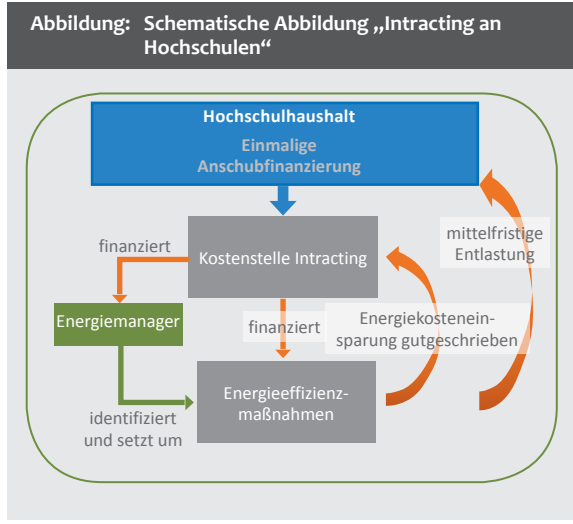 Abbildung: Schematische Abbildung „Intracting an
Hochschulen“
Hochschulhaushalt
Einmalige
Anschubfinanzierung
mittelfristige
Entlastung
finanziert
Kostenstelle Intracting
Energiemanager
finanziert
Energiekostenein-
sparung gutgeschrieben
Energieeffizienz-
maßnahmen
identifiziert
und setzt um